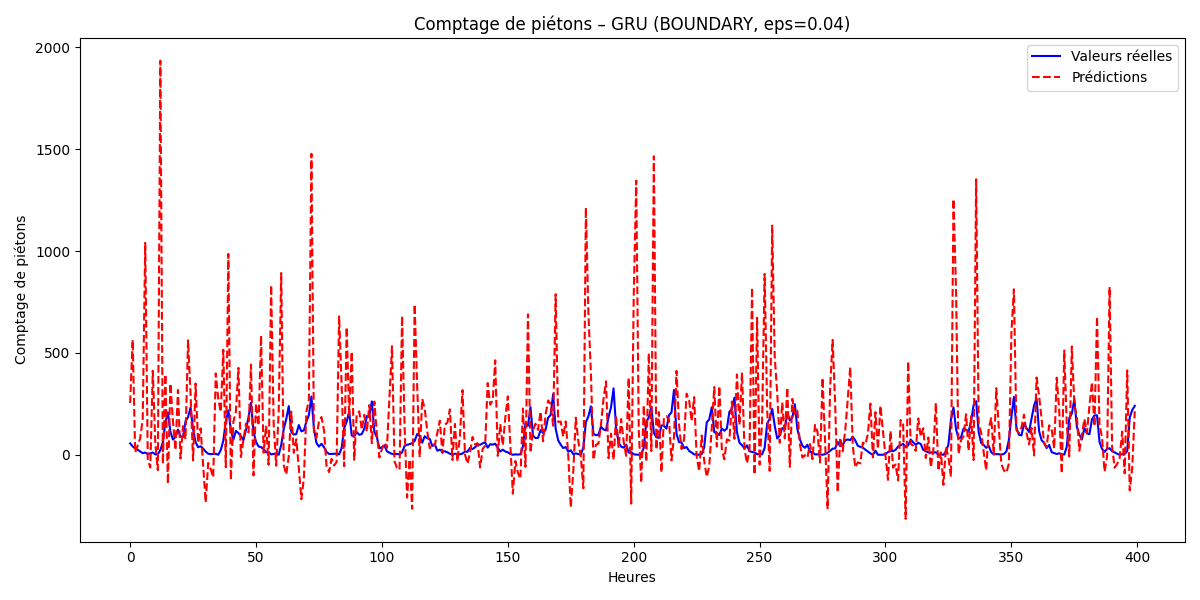 Comptage de piétons – GRU (BOUNDARY, eps=0.04)
Valeurs réelles
Prédictions
Comptage de piétons
2000
1500
1000
500
0
0 50 100 150 200 250 300 350 400
Heures